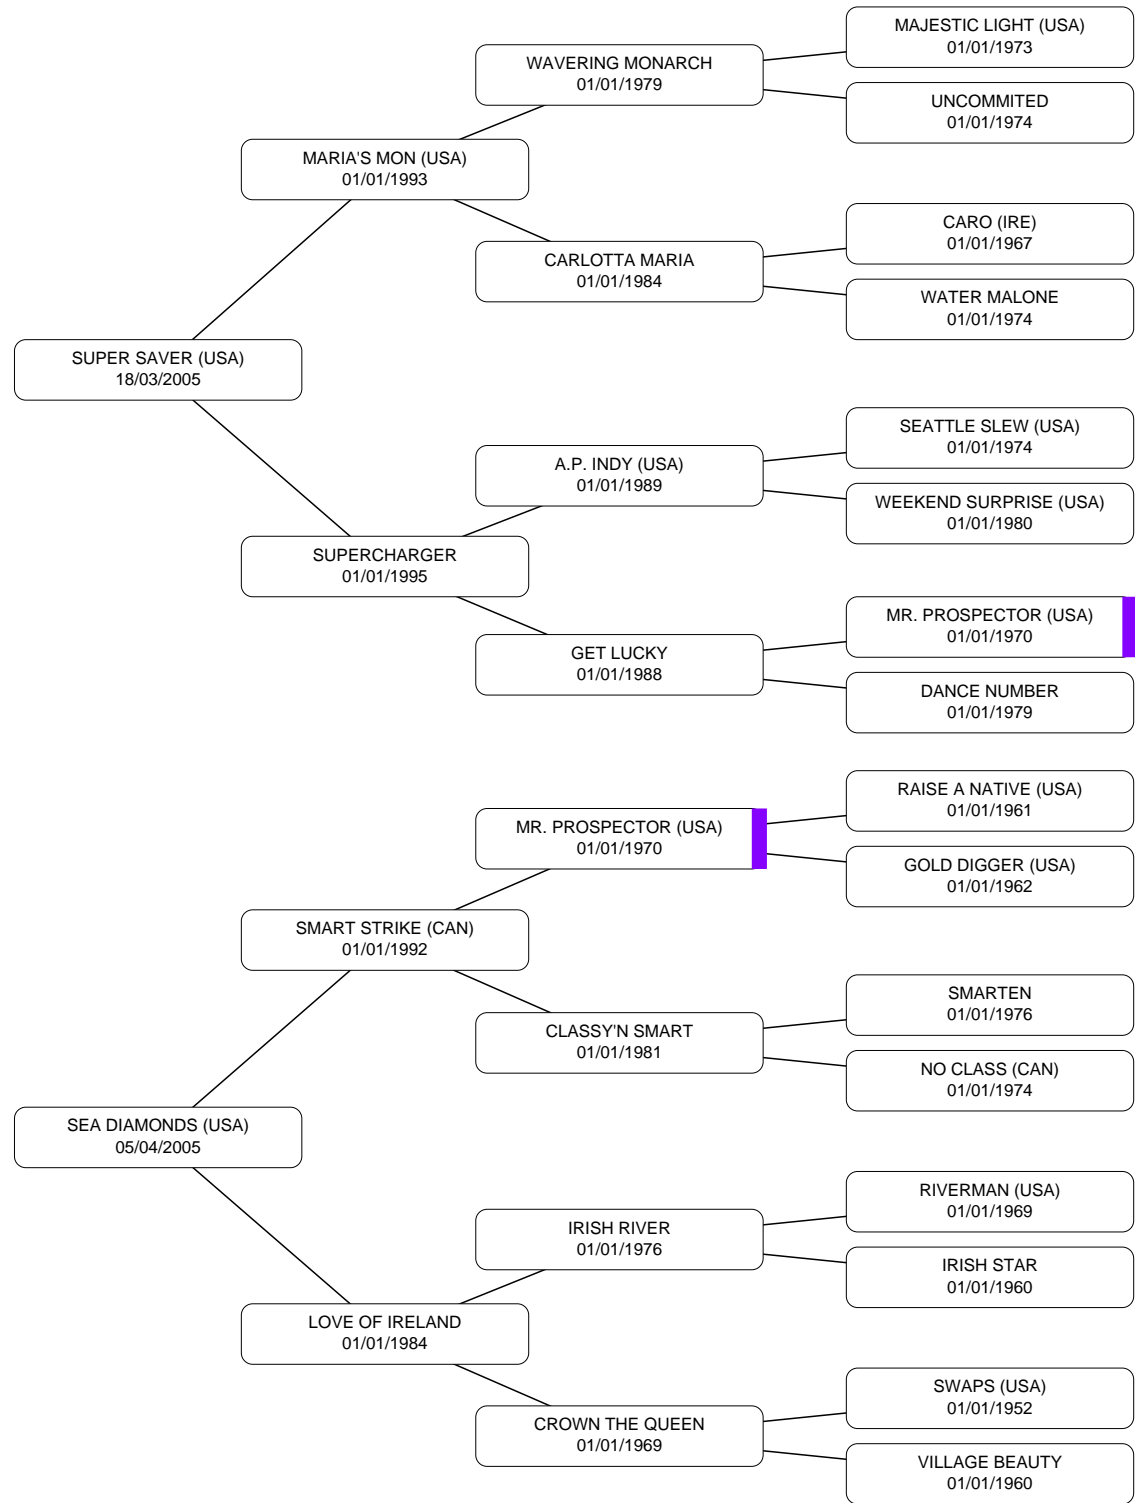 MAJESTIC LIGHT (USA)
01/01/1973
WAVERING MONARCH
01/01/1979
UNCOMMITED
01/01/1974
MARIA'S MON (USA)
01/01/1993
CARO (IRE)
01/01/1967
CARLOTTA MARIA
01/01/1984
WATER MALONE
01/01/1974
SUPER SAVER (USA)
18/03/2005
SEATTLE SLEW (USA)
01/01/1974
A.P. INDY (USA)
01/01/1989
WEEKEND SURPRISE (USA)
01/01/1980
SUPERCHARGER
01/01/1995
MR. PROSPECTOR (USA)
01/01/1970
GET LUCKY
01/01/1988
DANCE NUMBER
01/01/1979
RAISE A NATIVE (USA)
01/01/1961
MR. PROSPECTOR (USA)
01/01/1970
GOLD DIGGER (USA)
01/01/1962
SMART STRIKE (CAN)
01/01/1992
SMARTEN
01/01/1976
CLASSY'N SMART
01/01/1981
NO CLASS (CAN)
01/01/1974
SEA DIAMONDS (USA)
05/04/2005
RIVERMAN (USA)
01/01/1969
IRISH RIVER
01/01/1976
IRISH STAR
01/01/1960
LOVE OF IRELAND
01/01/1984
SWAPS (USA)
01/01/1952
CROWN THE QUEEN
01/01/1969
VILLAGE BEAUTY
01/01/1960